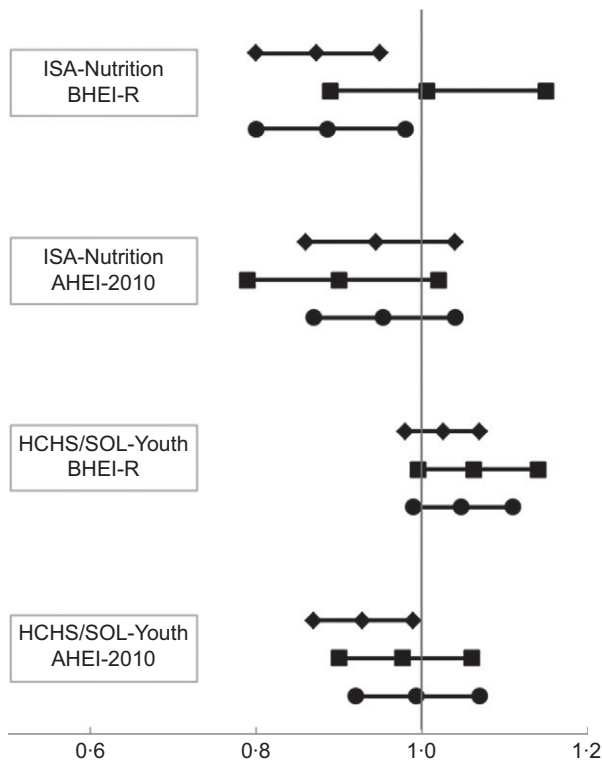 ISA-Nutrition
BHEI-R
ISA-Nutrition
AHEI-2010
HCHS/SOL-Youth
BHEI-R
HCHS/SOL-Youth
AHEI-2010
0·6 0·8 1·0 1·2